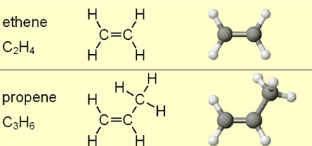 ethene
C₂H₄
H H
C=C
H H
propene
C₃H₆
H
H C H
H
C=C
H H